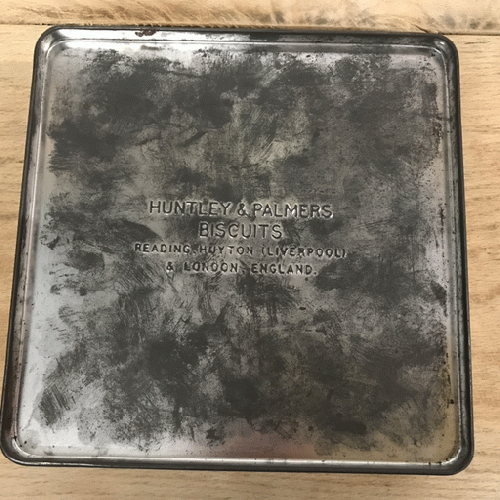 HUNTLEY & PALMERS
BISCUITS
READING, HUYTON (LIVERPOOL)
& LONDON, ENGLAND.